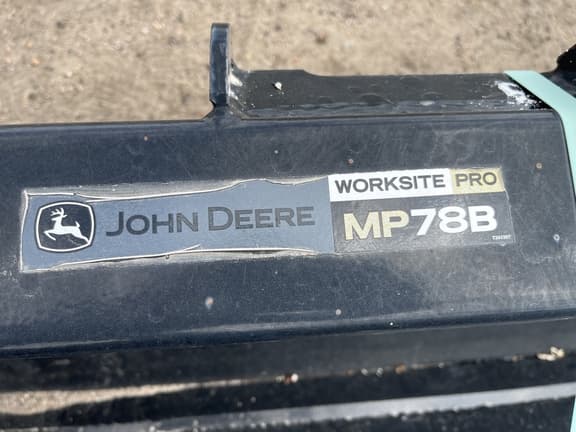 JOHN DEERE
WORKSITE PRO
MP78B